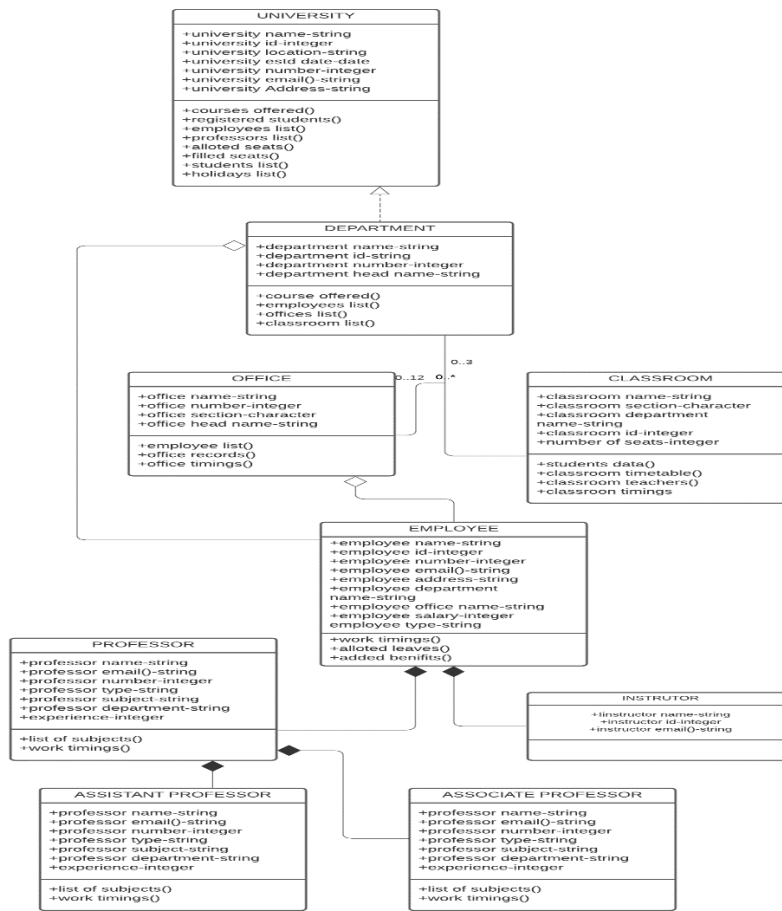 UNIVERSITY
+university name-string
+university id-integer
+university location-string
+university estd date-date
+university number-integer
+university email()-string
+university Address-string
+courses offered()
+registered students()
+employees list()
+professors list()
+alloted seats()
+filled seats()
+students list()
+holidays list()
DEPARTMENT
+department name-string
+department id-string
+department number-integer
+department head name-string
+course offered()
+employees list()
+offices list()
+classroom list()
0..3
0..12
0..*
OFFICE
+office name-string
+office number-integer
+office section-character
+office head name-string
+employee list()
+office records()
+office timings()
CLASSROOM
+classroom name-string
+classroom section-character
+classroom department
name-string
+classroom id-integer
+number of seats-integer
+students data()
+classroom timetable()
+classroom teachers()
+classroon timings
EMPLOYEE
+employee name-string
+employee id-integer
+employee number-integer
+employee email()-string
+employee address-string
+employee department
name-string
+employee office name-string
+employee salary-integer
employee type-string
+work timings()
+alloted leaves()
+added benifits()
PROFESSOR
+professor name-string
+professor email()-string
+professor number-integer
+professor type-string
+professor subject-string
+professor department-string
+experience-integer
+list of subjects()
+work timings()
INSTRUTOR
+Iinstructor name-string
+instructor id-integer
+instructor email()-string
ASSISTANT PROFESSOR
+professor name-string
+professor email()-string
+professor number-integer
+professor type-string
+professor subject-string
+professor department-string
+experience-integer
+list of subjects()
+work timings()
ASSOCIATE PROFESSOR
+professor name-string
+professor email()-string
+professor number-integer
+professor type-string
+professor subject-string
+professor department-string
+experience-integer
+list of subjects()
+work timings()